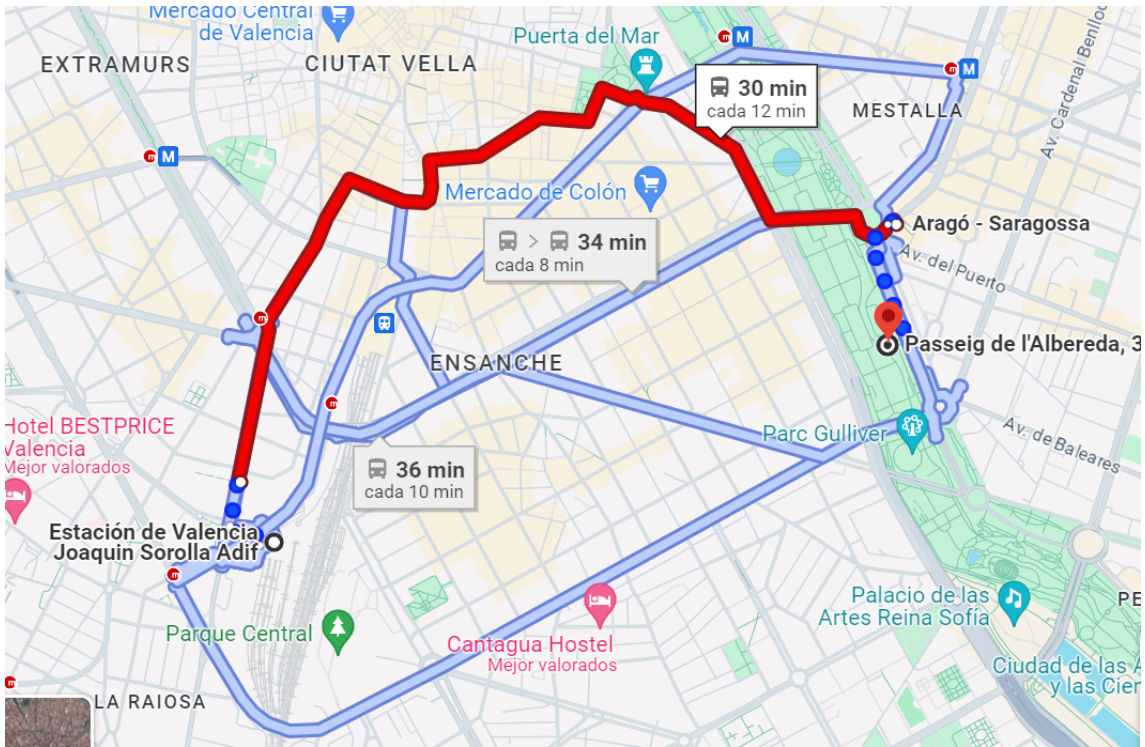 Mercado Central
de Valencia
EXTRAMURS
CIUTAT VELLA
Puerta del Mar
M
M
30 min
cada 12 min
MESTALLA
Av. Cardenal Benlloc
M
Mercado de Colón
34 min
cada 8 min
Aragó - Saragossa
Av. del Puerto
ENSANCHE
Passeig de l'Albereda, 3
Hotel BESTPRICE
Valencia
Mejor valorados
36 min
cada 10 min
Parc Gulliver
Av. de Baleares
Estación de Valencia
Joaquin Sorolla Adif
Parque Central
Cantagua Hostel
Mejor valorados
Palacio de las
Artes Reina Sofía
PE
Ciudad de las A
y las Cien
LA RAIOSA